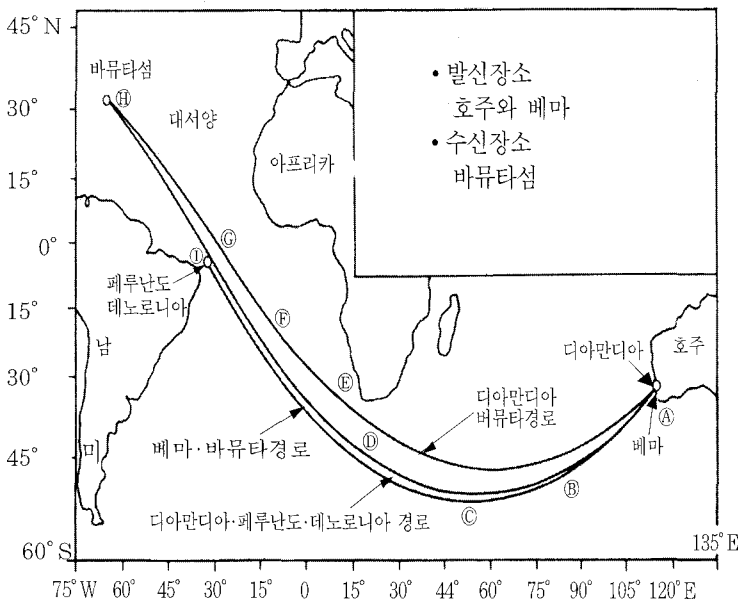 45° N
30°
15°
0°
15°
30°
45°
60° S
바뮤타섬
Ⓗ
대서양
아프리카
• 발신장소
호주와 베마
• 수신장소
바뮤타섬
Ⓖ
Ⓘ
페루난도
데노로니아
남
미
Ⓕ
Ⓔ
Ⓓ
디아만디아
호주
디아만디아
버뮤타경로
Ⓐ
베마
베마·바뮤타경로
Ⓑ
Ⓒ
디아만디아·페루난도·데노로니아 경로
135°E
75° W 60° 45° 30° 15° 0 15° 30° 44° 60° 75° 90° 105° 120° E